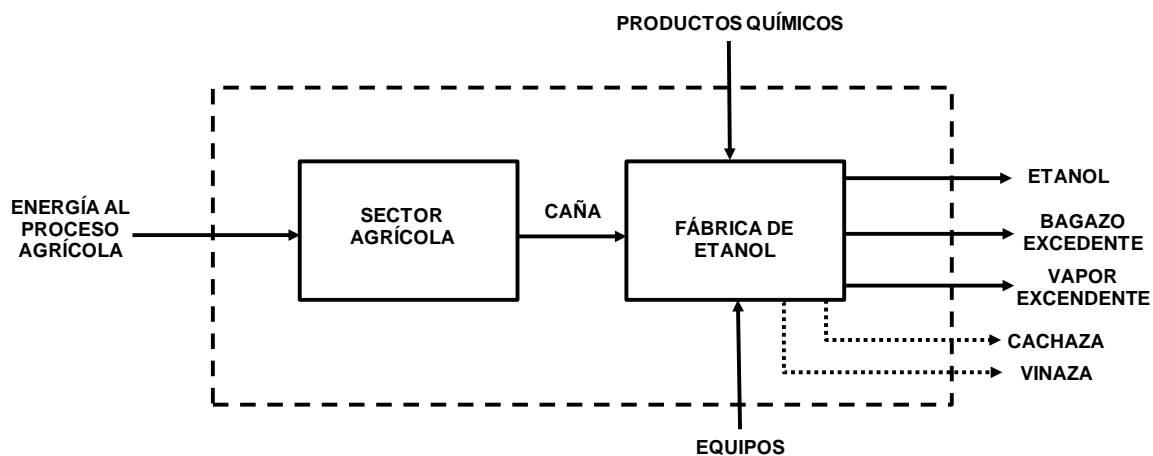 PRODUCTOS QUÍMICOS
ENERGÍA AL
PROCESO
AGRÍCOLA
SECTOR
AGRÍCOLA
CAÑA
FÁBRICA DE
ETANOL
ETANOL
BAGAZO
EXCEDENTE
VAPOR
EXCENDENTE
CACHAZA
VINAZA
EQUIPOS